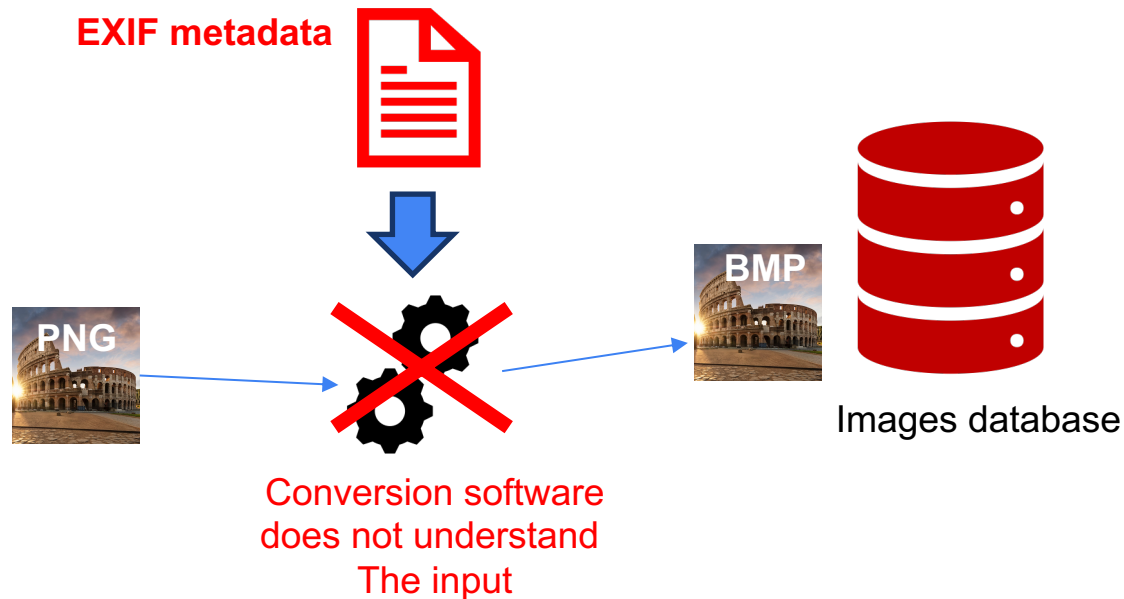 EXIF metadata
PNG
BMP
Images database
Conversion software
does not understand
The input